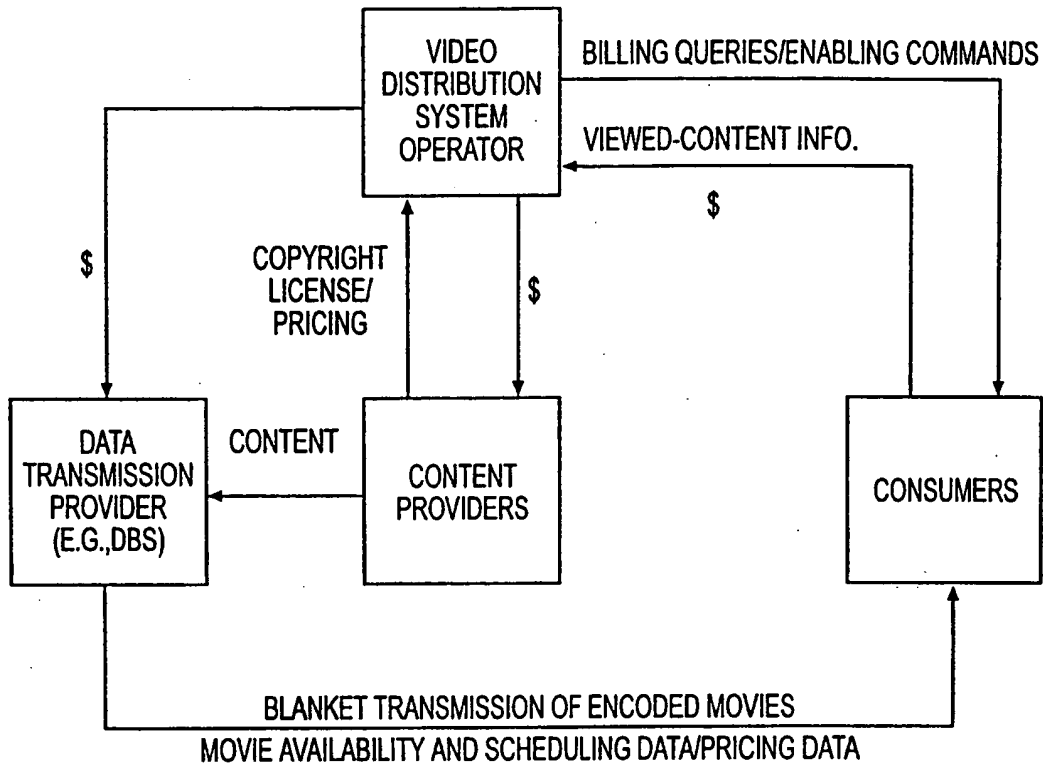 VIDEO
DISTRIBUTION
SYSTEM
OPERATOR
BILLING QUERIES/ENABLING COMMANDS
VIEWED-CONTENT INFO.
$
$
COPYRIGHT
LICENSE/
PRICING
$
DATA
TRANSMISSION
PROVIDER
(E.G.,DBS)
CONTENT
CONTENT
PROVIDERS
CONSUMERS
BLANKET TRANSMISSION OF ENCODED MOVIES
MOVIE AVAILABILITY AND SCHEDULING DATA/PRICING DATA